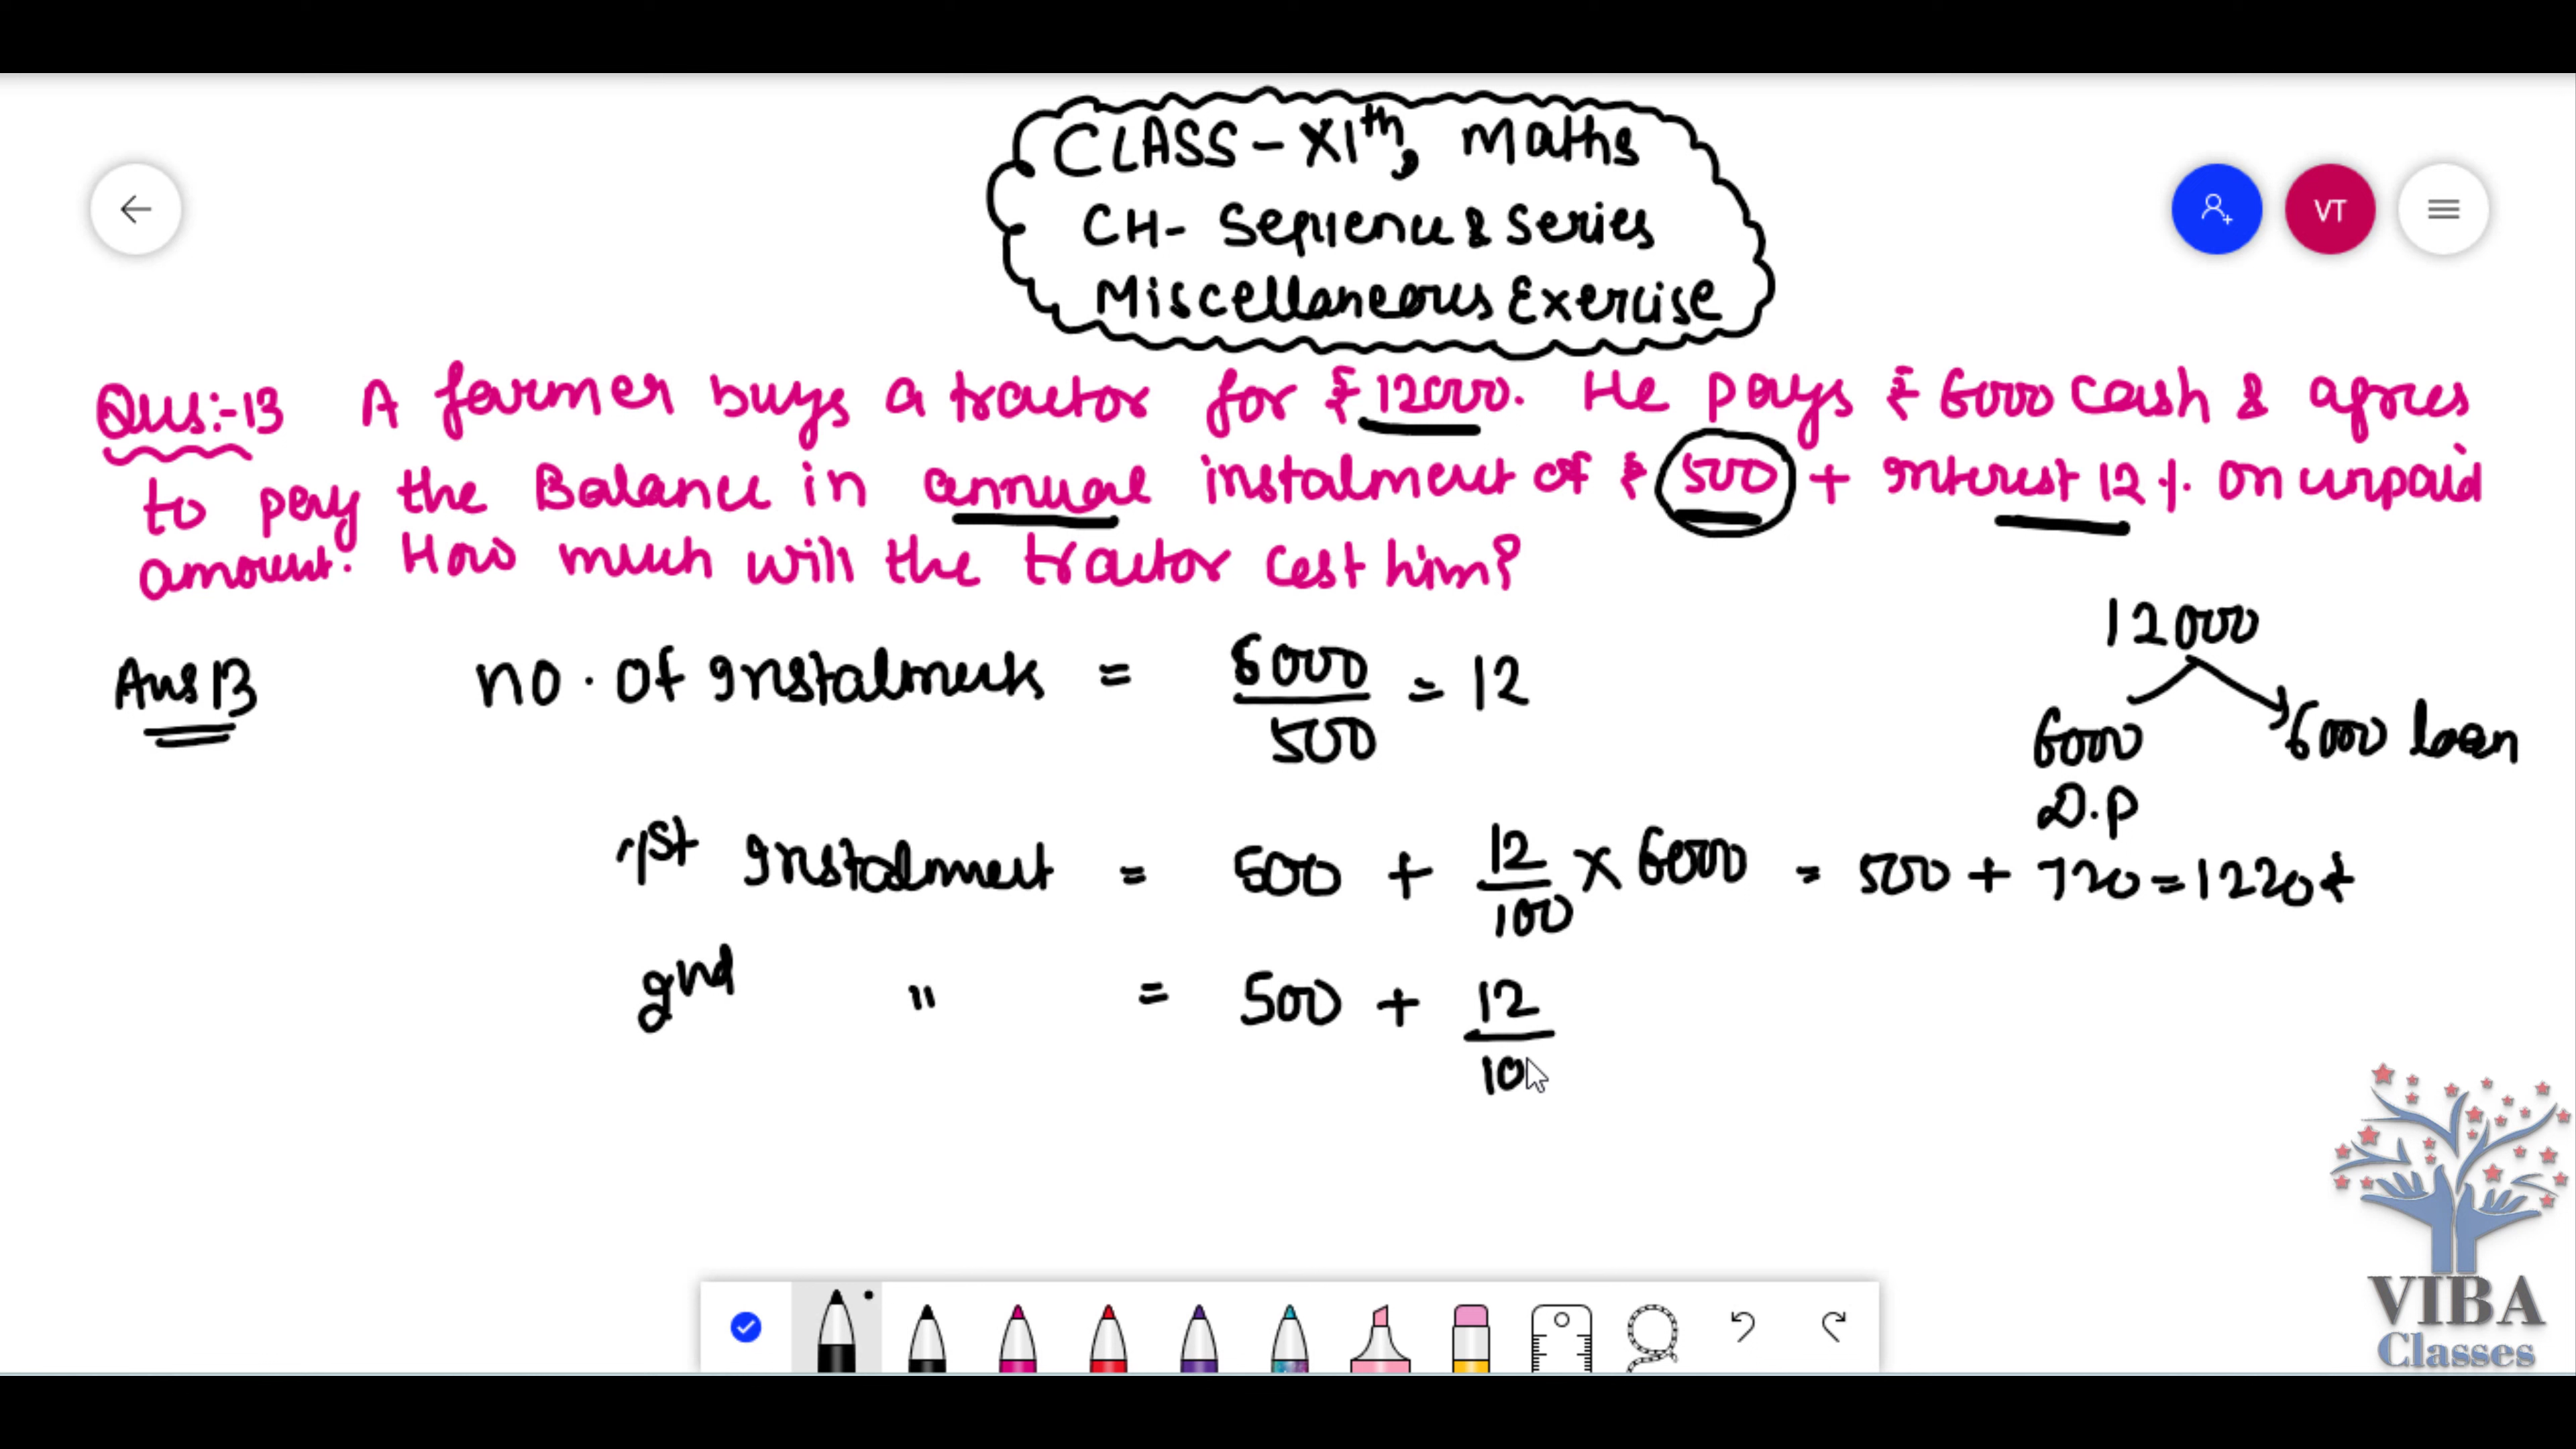 CLASS - XIth, Maths
CH- Sequence & Series
Miscellaneous Exercise
VT
Qus:-13 A farmer buys a tractor for ₹ 12000. He pays ₹ 6000 cash & agrees
to pay the Balance in annual instalment of ₹ 500 + interest 12 % on unpaid
amount. How much will the tractor cost him?
12000
Ans 13 no. of instalments = 6000/500 = 12
6000 6000 loan
D.P
1st Instalment = 500 + 12/100 × 6000 = 500 + 720 = 1220 ₹
2nd " = 500 + 12/10
VIBA
Classes